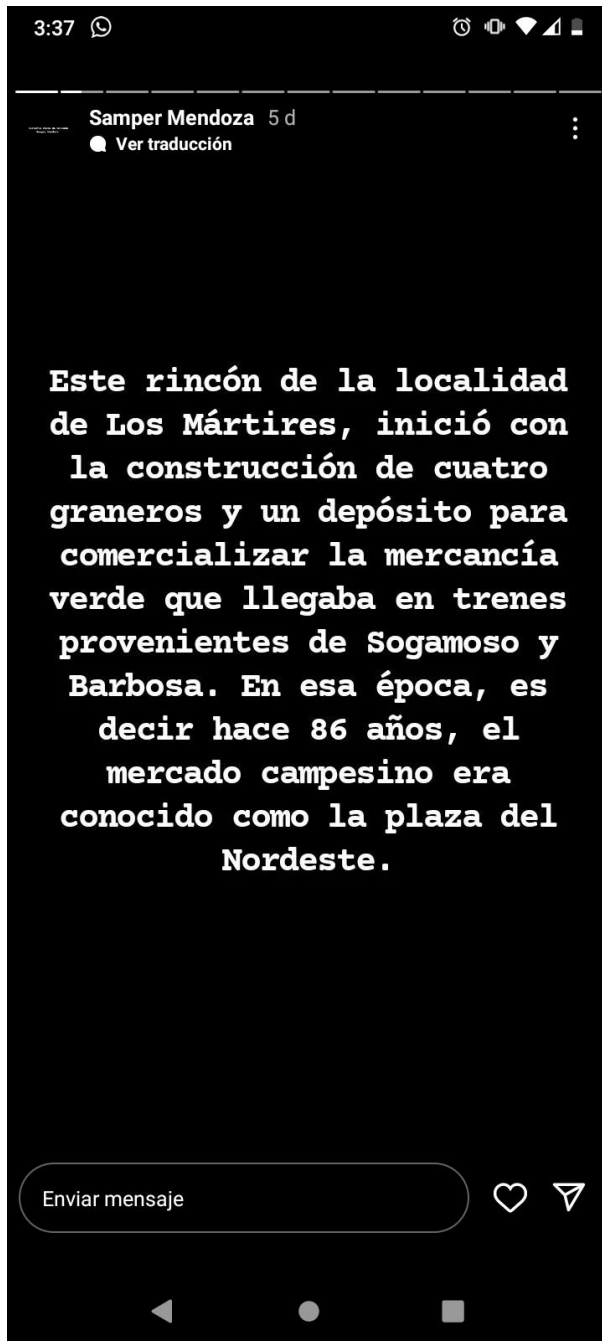 3:37
Samper Mendoza 5 d
Ver traducción
Este rincón de la localidad
de Los Mártires, inició con
la construcción de cuatro
graneros y un depósito para
comercializar la mercancía
verde que llegaba en trenes
provenientes de Sogamoso y
Barbosa. En esa época, es
decir hace 86 años, el
mercado campesino era
conocido como la plaza del
Nordeste.
Enviar mensaje